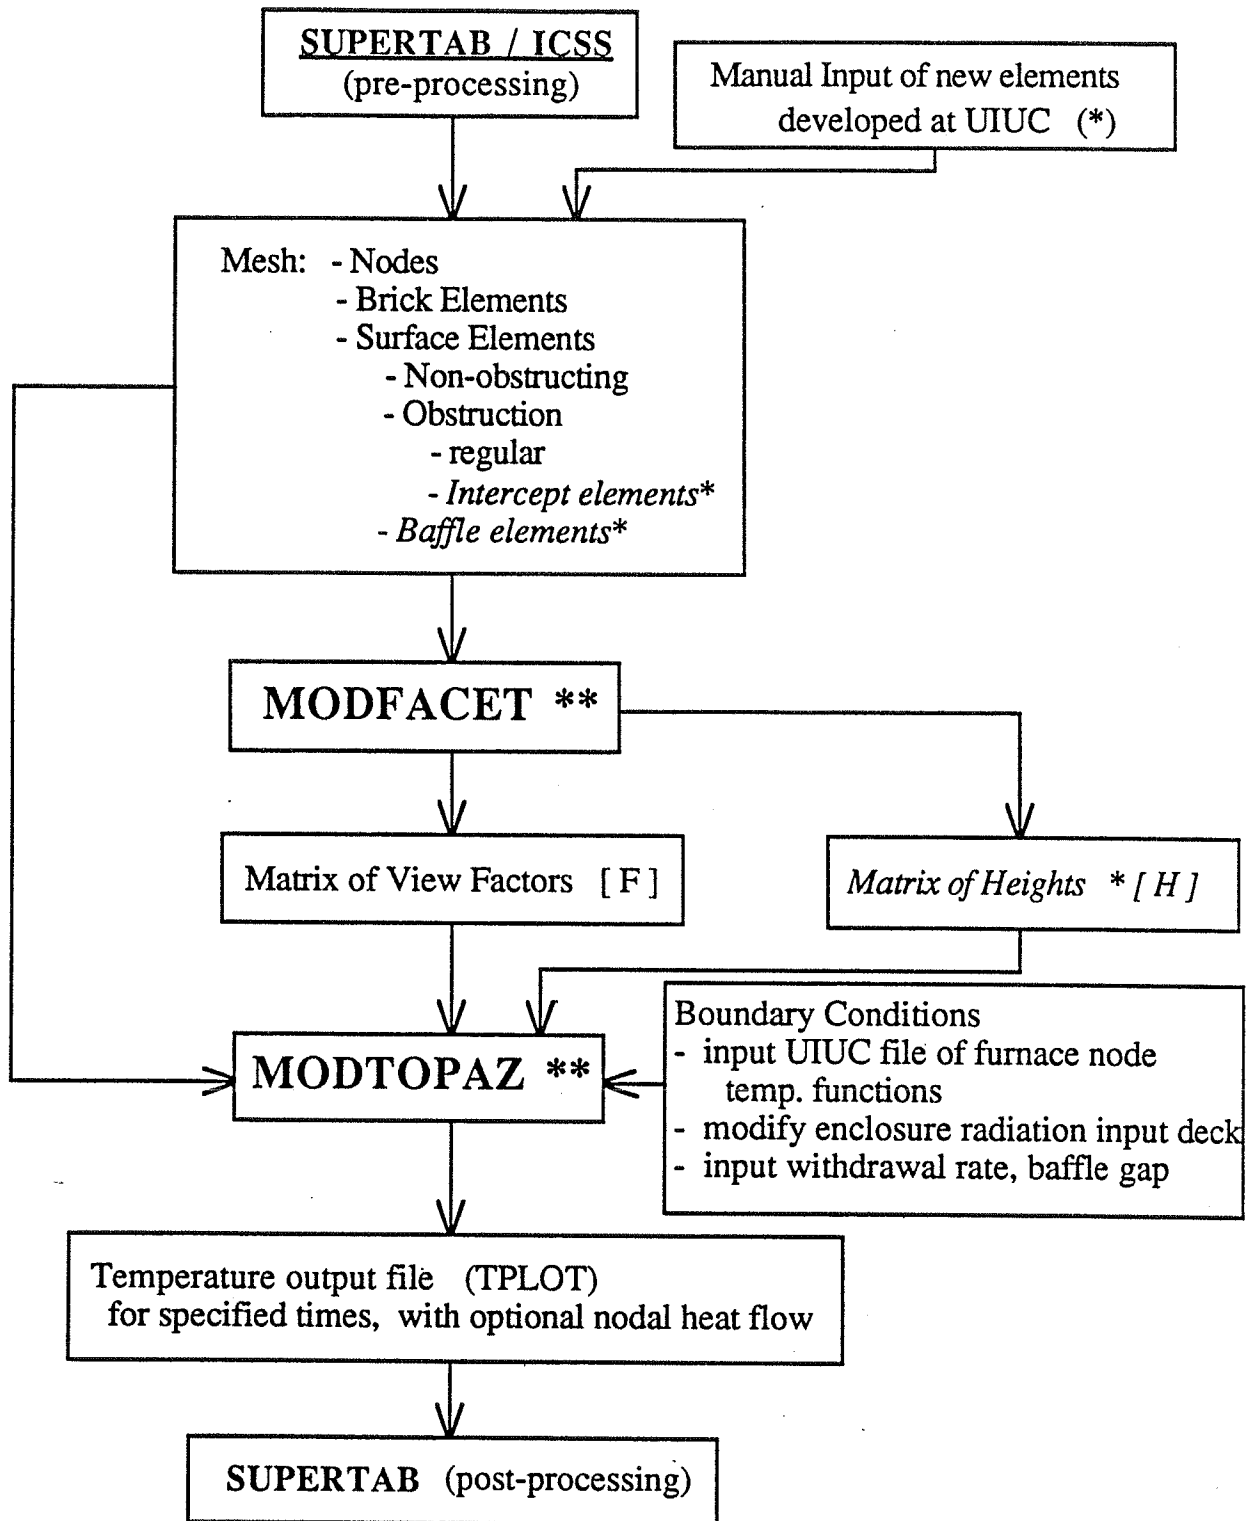 SUPERTAB / ICSS
(pre-processing)
Manual Input of new elements
developed at UIUC (*)
Mesh: - Nodes
- Brick Elements
- Surface Elements
- Non-obstructing
- Obstruction
- regular
- Intercept elements*
- Baffle elements*
MODFACET **
Matrix of View Factors [ F ]
Matrix of Heights * [ H ]
MODTOPAZ **
Boundary Conditions
- input UIUC file of furnace node
temp. functions
- modify enclosure radiation input deck
- input withdrawal rate, baffle gap
Temperature output file (TPLOT)
for specified times, with optional nodal heat flow
SUPERTAB (post-processing)